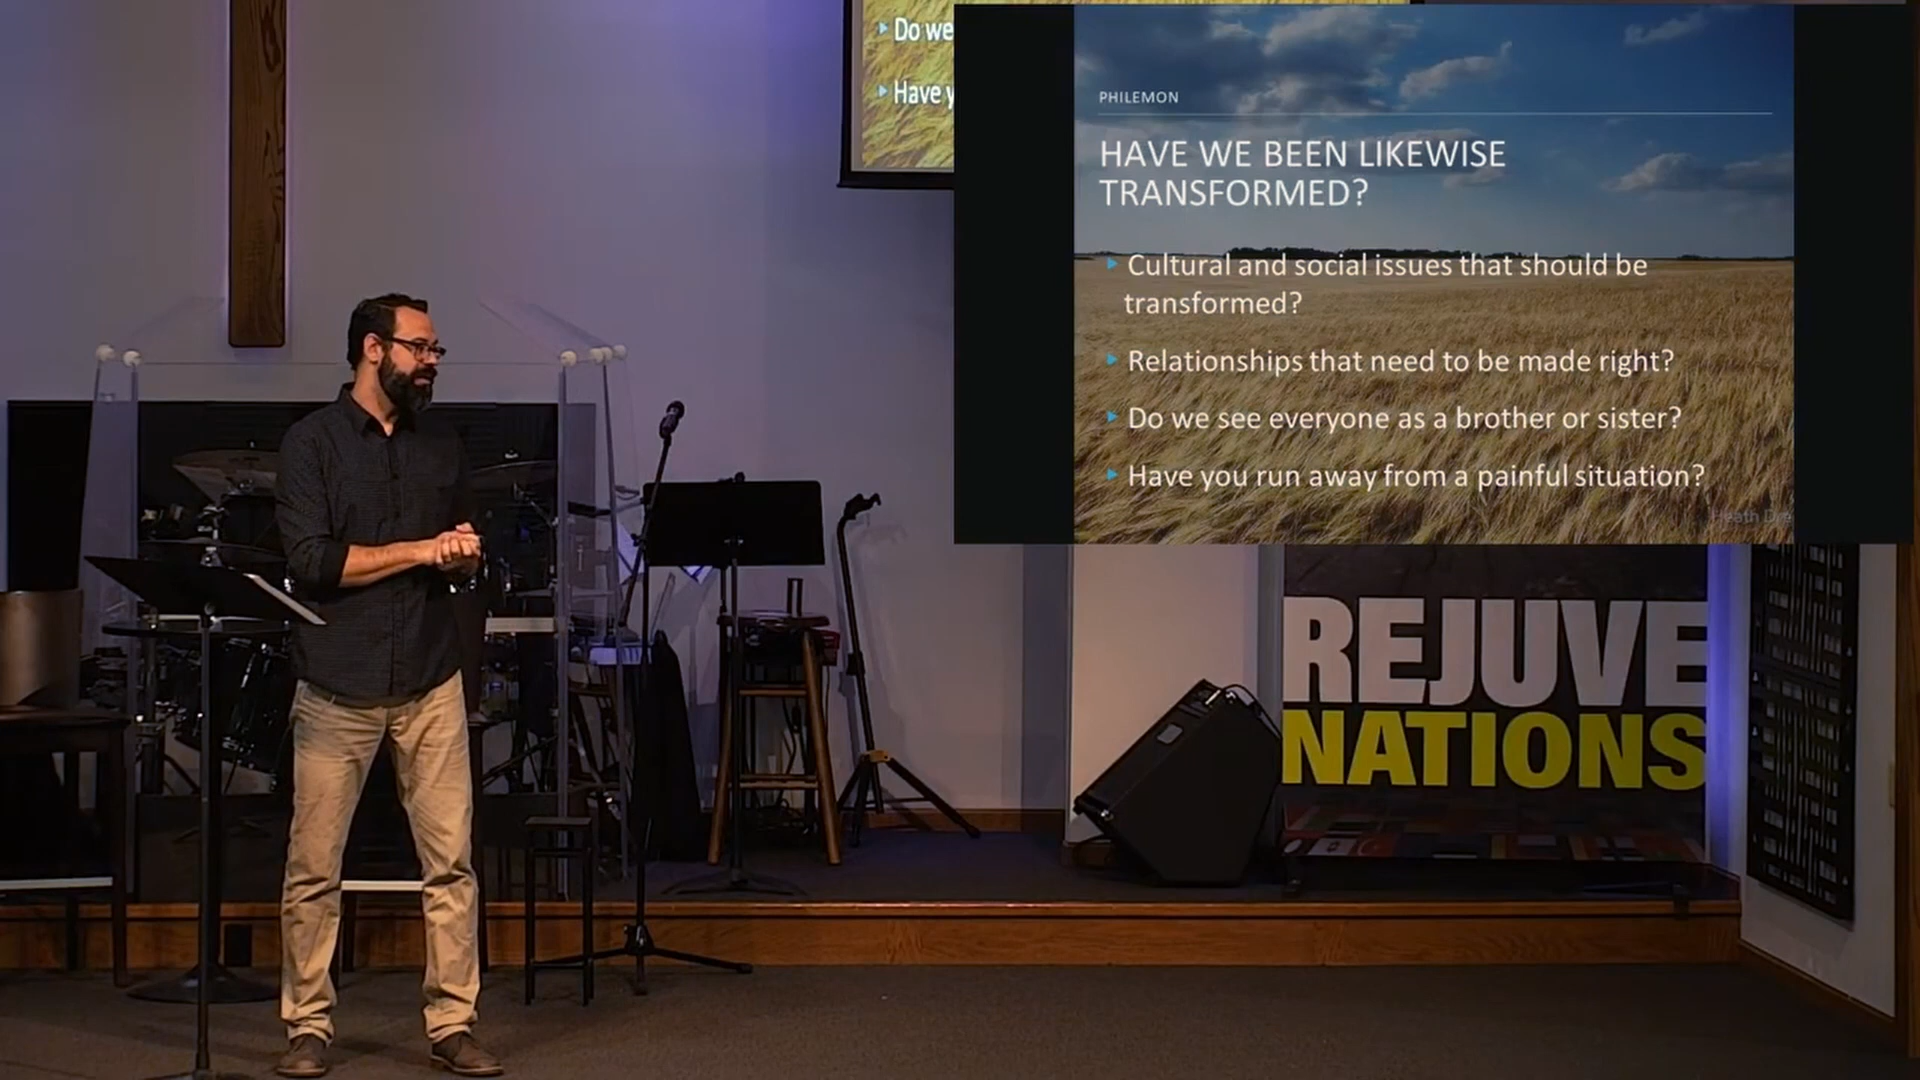 Do we
Have y
PHILEMON
HAVE WE BEEN LIKEWISE
TRANSFORMED?
Cultural and social issues that should be
transformed?
Relationships that need to be made right?
Do we see everyone as a brother or sister?
Have you run away from a painful situation?
Heath
REJUVE
NATIONS